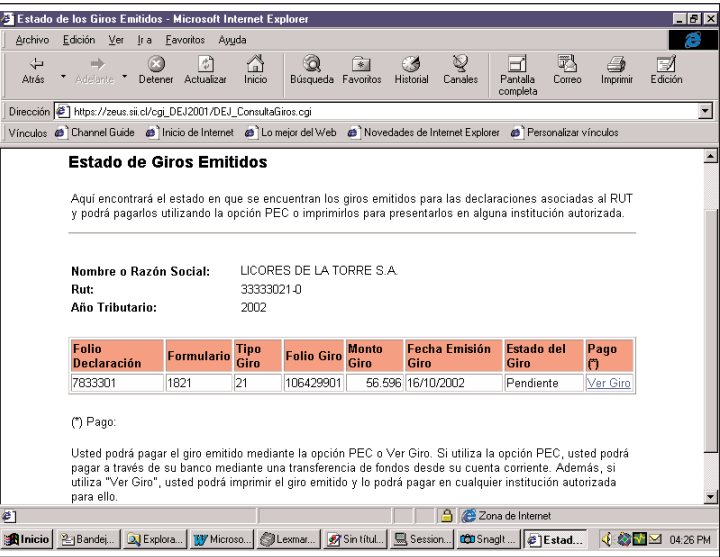 Estado de los Giros Emitidos - Microsoft Internet Explorer
Archivo Edición Ver Ir a Favoritos Ayuda
Atrás Adelante Detener Actualizar Inicio Búsqueda Favoritos Historial Canales Pantalla completa Correo Imprimir Edición
Dirección https://zeus.sii.cl/cgi_DEJ2001/DEJ_ConsultaGiros.cgi
Vínculos Channel Guide Inicio de Internet Lo mejor del Web Novedades de Internet Explorer Personalizar vínculos
Estado de Giros Emitidos
Aquí encontrará el estado en que se encuentran los giros emitidos para las declaraciones asociadas al RUT
y podrá pagarlos utilizando la opción PEC o imprimirlos para presentarlos en alguna institución autorizada.
Nombre o Razón Social: LICORES DE LA TORRE S.A.
Rut: 33333021-0
Año Tributario: 2002
Folio Declaración Formulario Tipo Giro Folio Giro Monto Giro Fecha Emisión Giro Estado del Giro Pago (*)
7833301 1821 21 106429901 56.596 16/10/2002 Pendiente Ver Giro
(*) Pago:
Usted podrá pagar el giro emitido mediante la opción PEC o Ver Giro. Si utiliza la opción PEC, usted podrá
pagar a través de su banco mediante una transferencia de fondos desde su cuenta corriente. Además, si
utiliza "Ver Giro", usted podrá imprimir el giro emitido y lo podrá pagar en cualquier institución autorizada
para ello.
Zona de Internet
Inicio Bandej... Explora... Microso... Lexmar... Sin títul... Session... SnagIt ... Estad... 04:26 PM